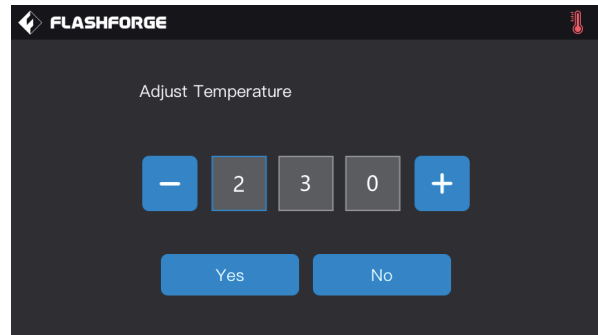 FLASHFORGE
Adjust Temperature
− 2 3 0 +
Yes No